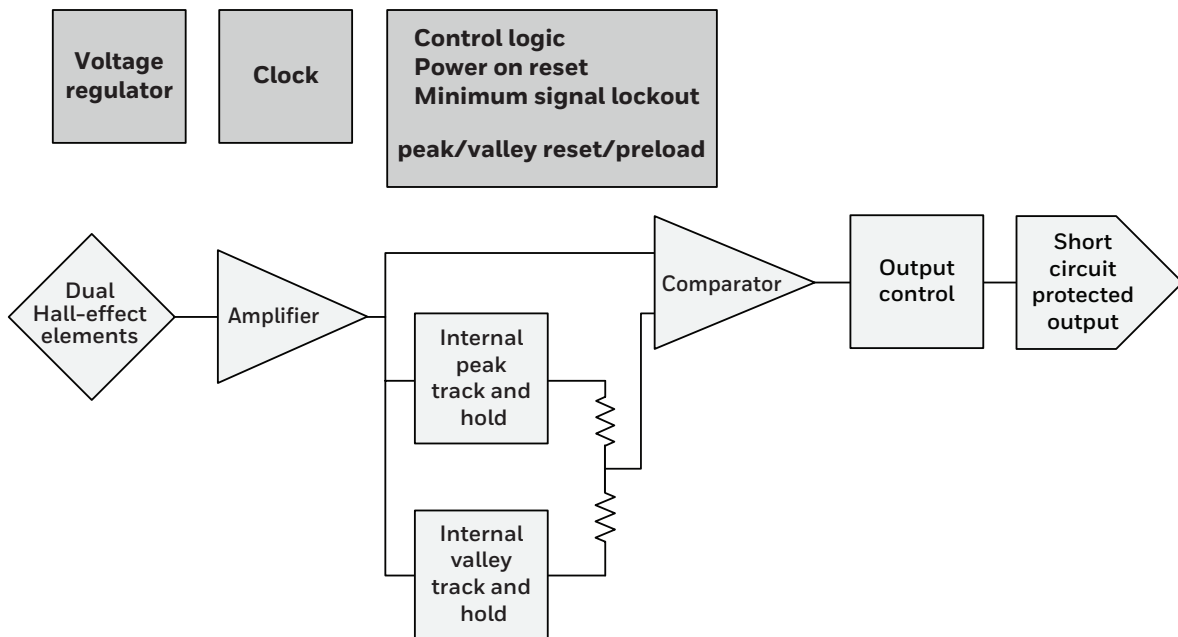 Voltage
regulator
Clock
Control logic
Power on reset
Minimum signal lockout
peak/valley reset/preload
Dual
Hall-effect
elements
Amplifier
Internal
peak
track and
hold
Internal
valley
track and
hold
Comparator
Output
control
Short
circuit
protected
output